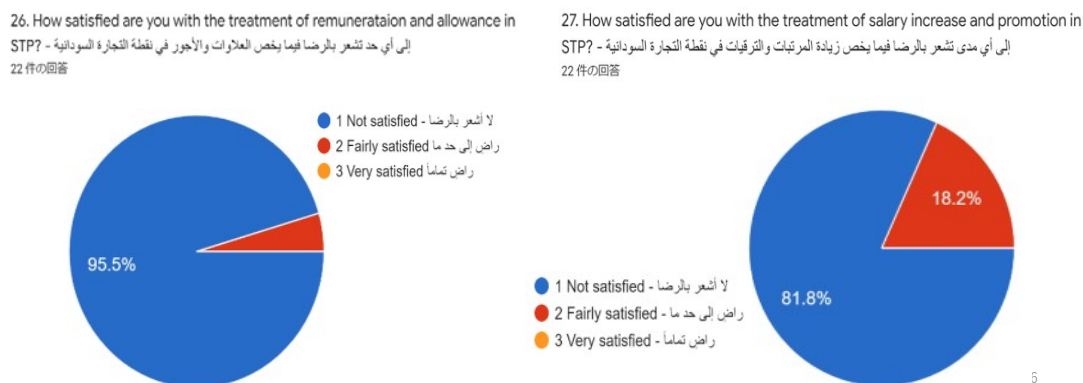 26. How satisfied are you with the treatment of remunerataion and allowance in
STP? - إلى أي حد تشعر بالرضا فيما يخص العلاوات والأجور في نقطة التجارة السودانية
22 件の回答
1 Not satisfied - لا أشعر بالرضا
2 Fairly satisfied راض إلى حد ما
3 Very satisfied راض تماماً
95.5%
27. How satisfied are you with the treatment of salary increase and promotion in
STP? - إلى أي مدى تشعر بالرضا فيما يخص زيادة المرتبات والترقيات في نقطة التجارة السودانية
22 件の回答
18.2%
1 Not satisfied - لا أشعر بالرضا
2 Fairly satisfied - راض إلى حد ما
3 Very satisfied - راض تماماً
81.8%